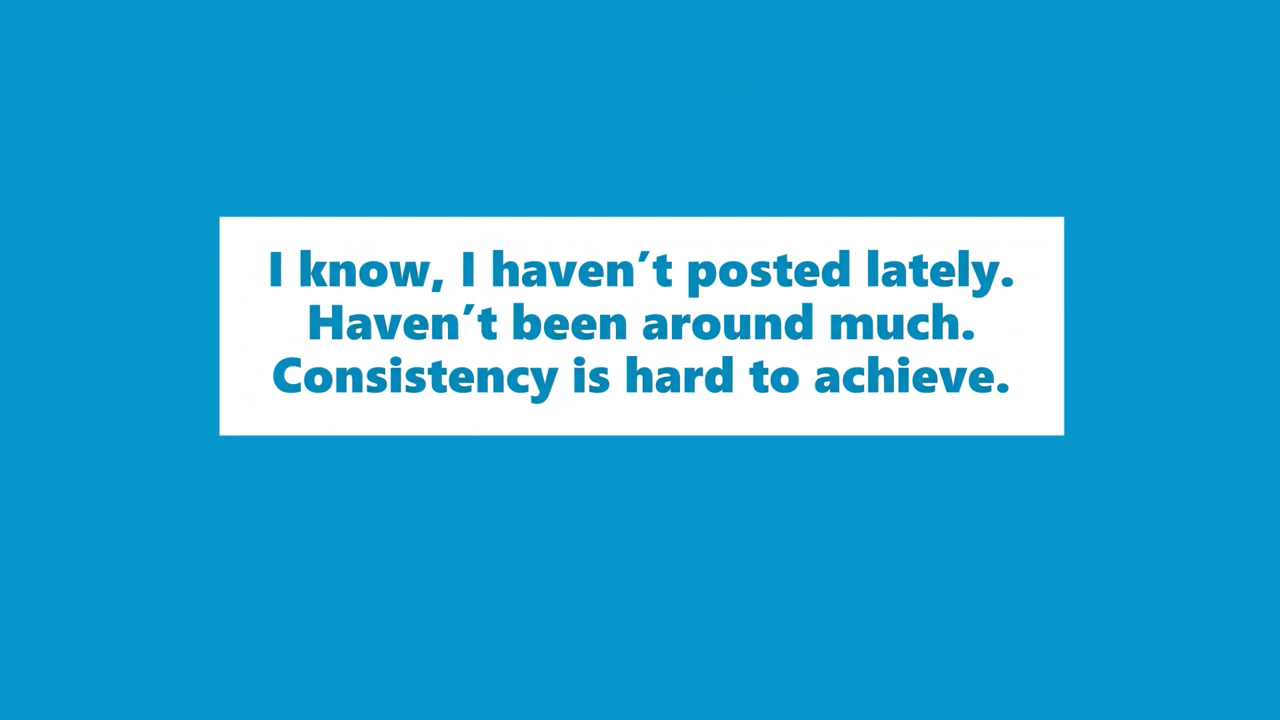 I know, I haven′t posted lately.
Haven′t been around much.
Consistency is hard to achieve.